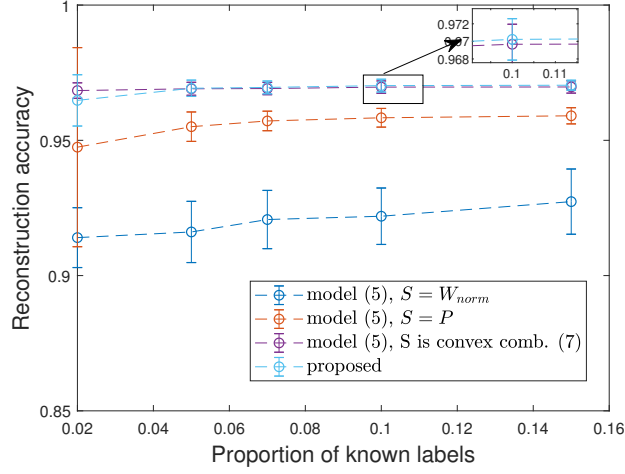 0.972
0.97
0.968
0.1
0.11
1
0.95
0.9
0.85
Reconstruction accuracy
model (5), S = W_norm
model (5), S = P
model (5), S is convex comb. (7)
proposed
0.02
0.04
0.06
0.08
0.1
0.12
0.14
0.16
Proportion of known labels